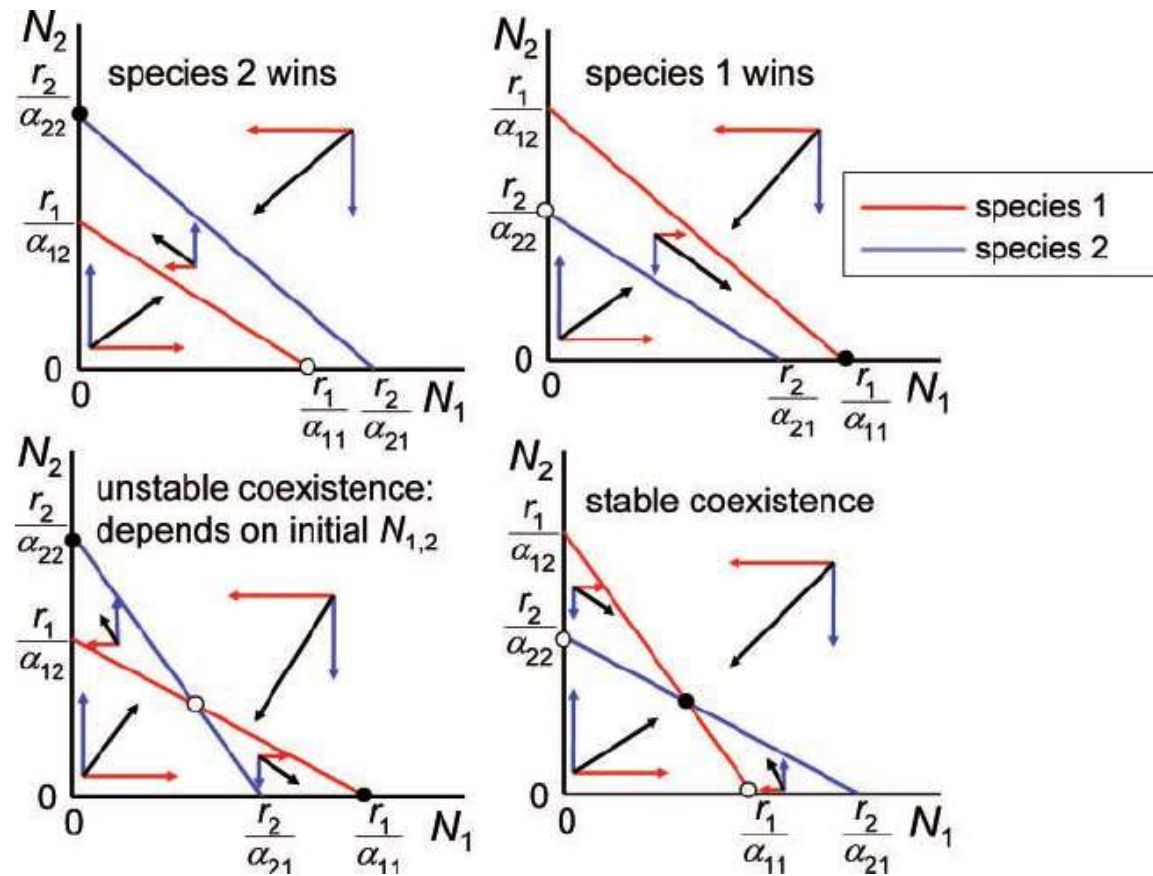 N₂
r₂
α₂₂
species 2 wins
r₁
α₁₂
0
0
r₁
α₁₁
r₂
α₂₁
N₁
N₂
r₁
α₁₂
species 1 wins
r₂
α₂₂
0
0
r₂
α₂₁
r₁
α₁₁
N₁
species 1
species 2
N₂
r₂
α₂₂
unstable coexistence:
depends on initial N₁,₂
r₁
α₁₂
0
0
r₂
α₂₁
r₁
α₁₁
N₁
N₂
r₁
α₁₂
stable coexistence
r₂
α₂₂
0
0
r₁
α₁₁
r₂
α₂₁
N₁